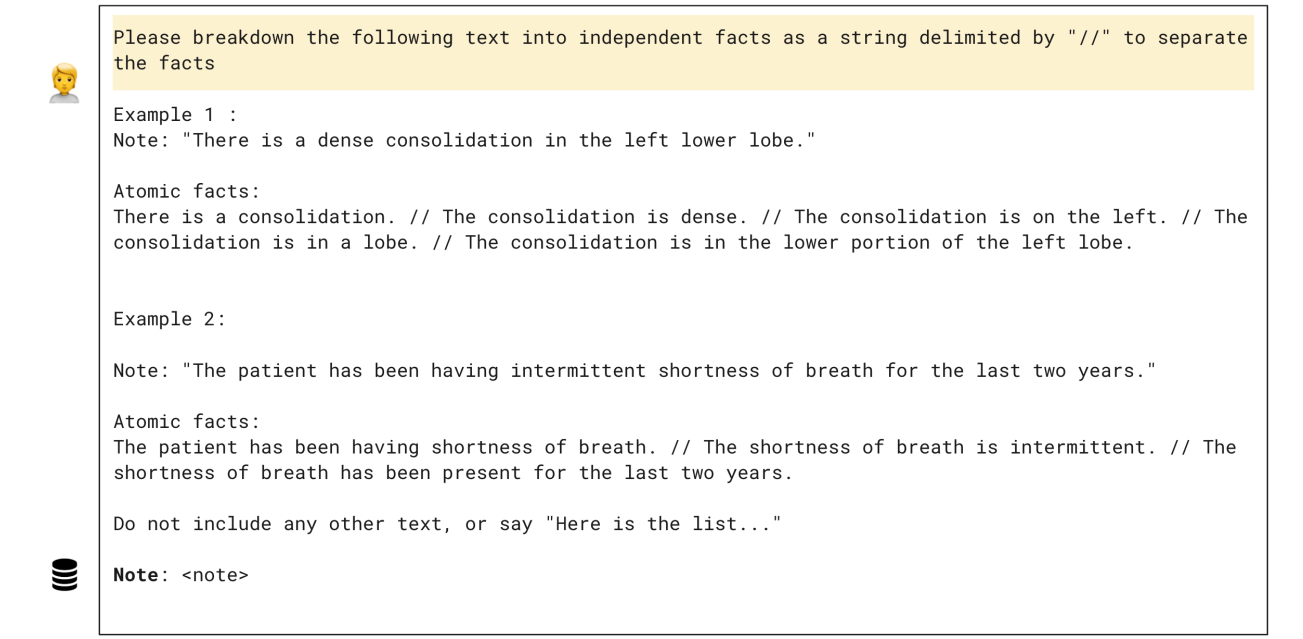 Please breakdown the following text into independent facts as a string delimited by "//" to separate
the facts
Example 1 :
Note: "There is a dense consolidation in the left lower lobe."
Atomic facts:
There is a consolidation. // The consolidation is dense. // The consolidation is on the left. // The
consolidation is in a lobe. // The consolidation is in the lower portion of the left lobe.
Example 2:
Note: "The patient has been having intermittent shortness of breath for the last two years."
Atomic facts:
The patient has been having shortness of breath. // The shortness of breath is intermittent. // The
shortness of breath has been present for the last two years.
Do not include any other text, or say "Here is the list..."
Note: <note>